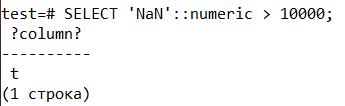 test=# SELECT 'NaN'::numeric > 10000;
?column?
----------
t
(1 строка)